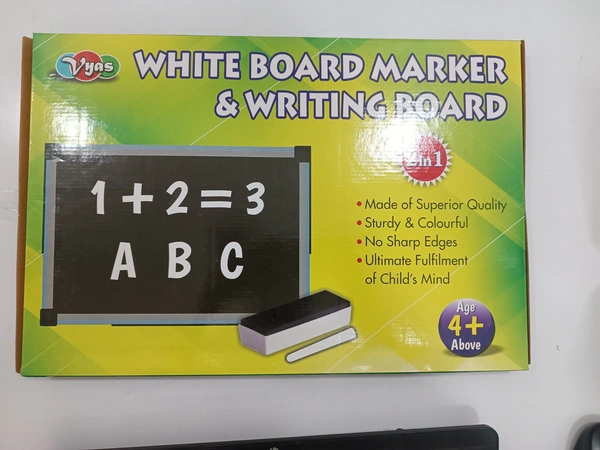 Vyas
WHITE BOARD MARKER
& WRITING BOARD
2 in 1
1 + 2 = 3
A B C
• Made of Superior Quality
• Sturdy & Colourful
• No Sharp Edges
• Ultimate Fulfilment
of Child's Mind
Age
4+
Above